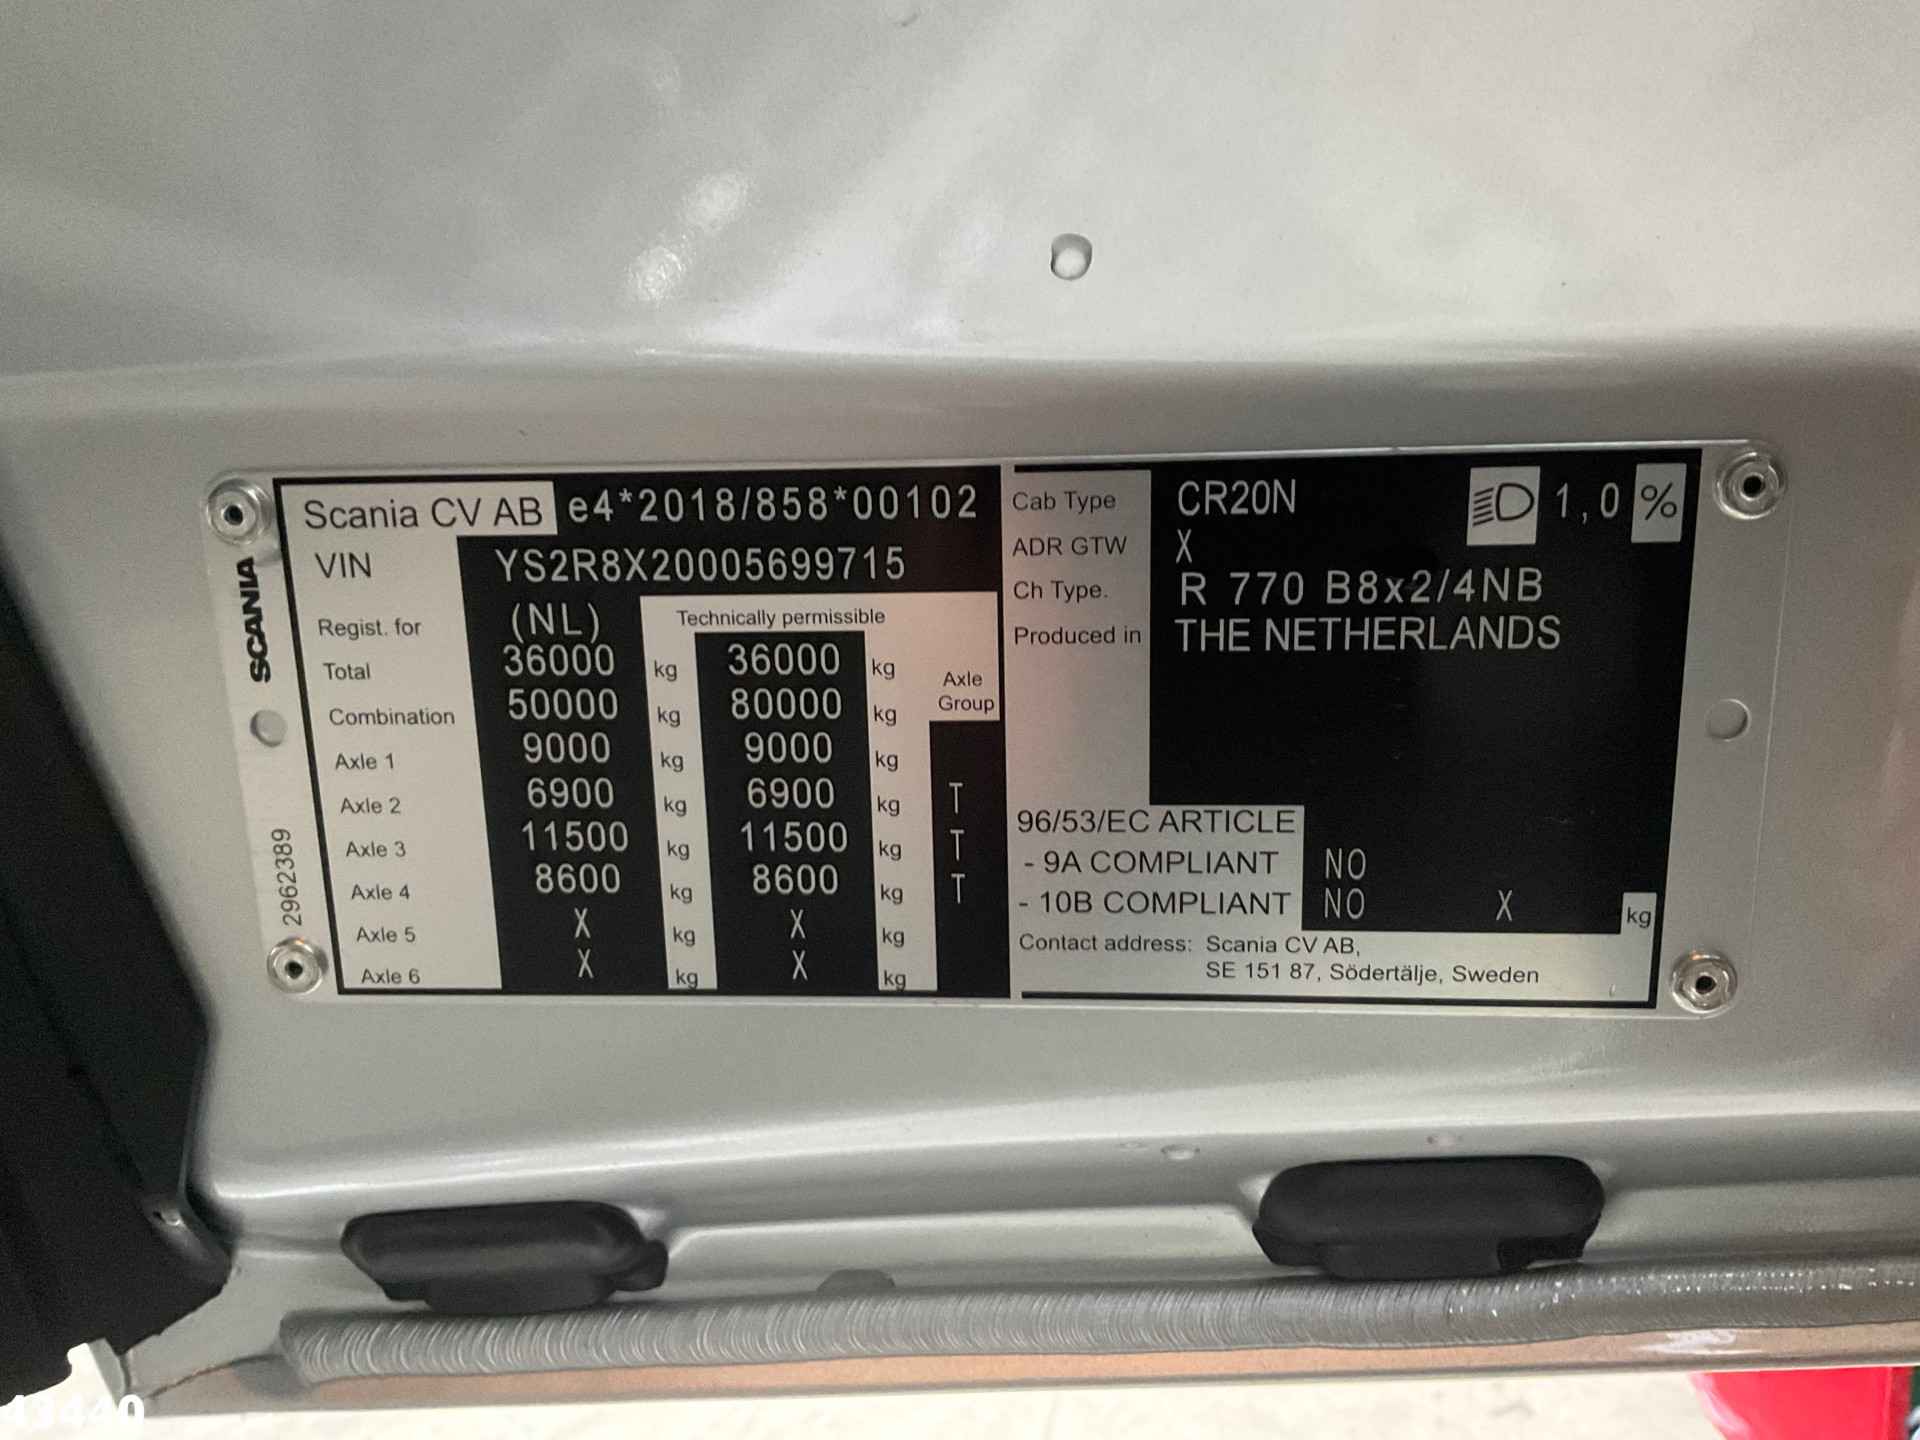 SCANIA
2962389
Scania CV AB e4*2018/858*00102
VIN YS2R8X20005699715
Regist. for (NL) Technically permissible
Total 36000 kg 36000 kg
Axle Group
Combination 50000 kg 80000 kg
Axle 1 9000 kg 9000 kg
Axle 2 6900 kg 6900 kg T
Axle 3 11500 kg 11500 kg T
Axle 4 8600 kg 8600 kg T
Axle 5 X kg X kg
Axle 6 X kg X kg
Cab Type CR20N 1,0 %
ADR GTW X
Ch Type. R 770 B8x2/4NB
Produced in THE NETHERLANDS
96/53/EC ARTICLE
- 9A COMPLIANT NO
- 10B COMPLIANT NO X kg
Contact address: Scania CV AB,
SE 151 87, Södertälje, Sweden
43440